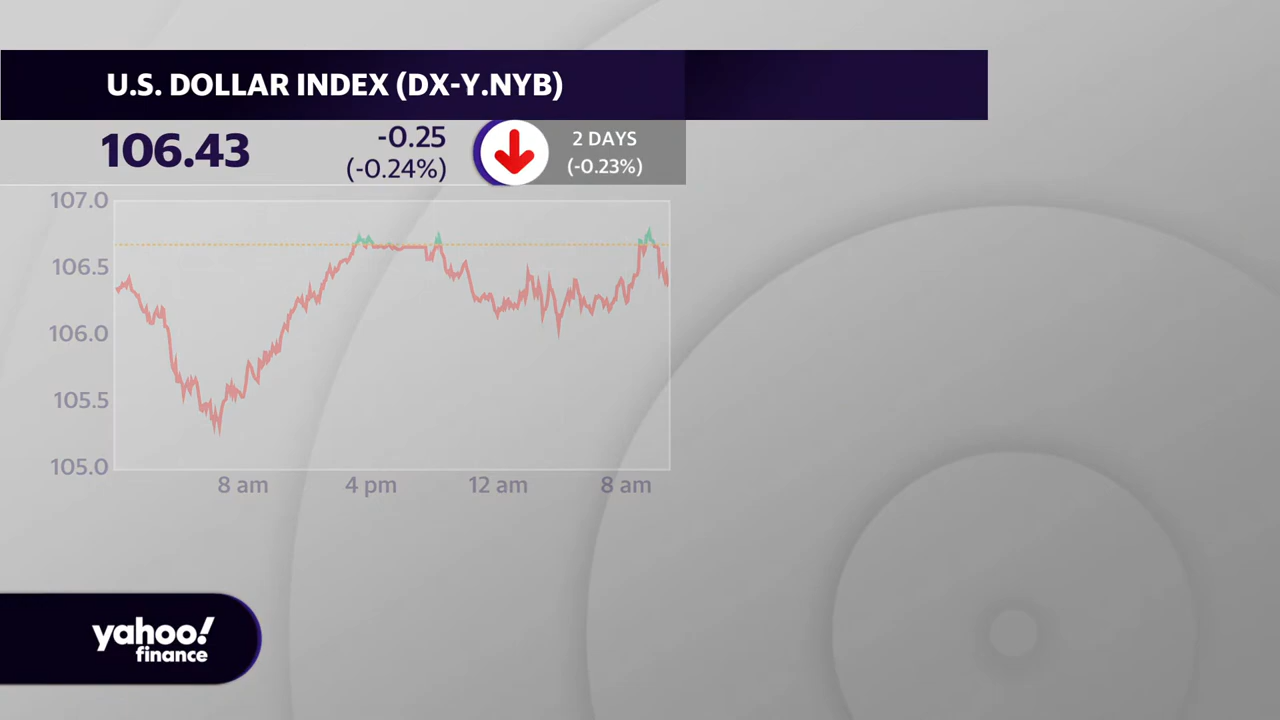 U.S. DOLLAR INDEX (DX-Y.NYB)
106.43
-0.25
(-0.24%)
2 DAYS
(-0.23%)
107.0
106.5
106.0
105.5
105.0
8 am
4 pm
12 am
8 am
yahoo!
finance